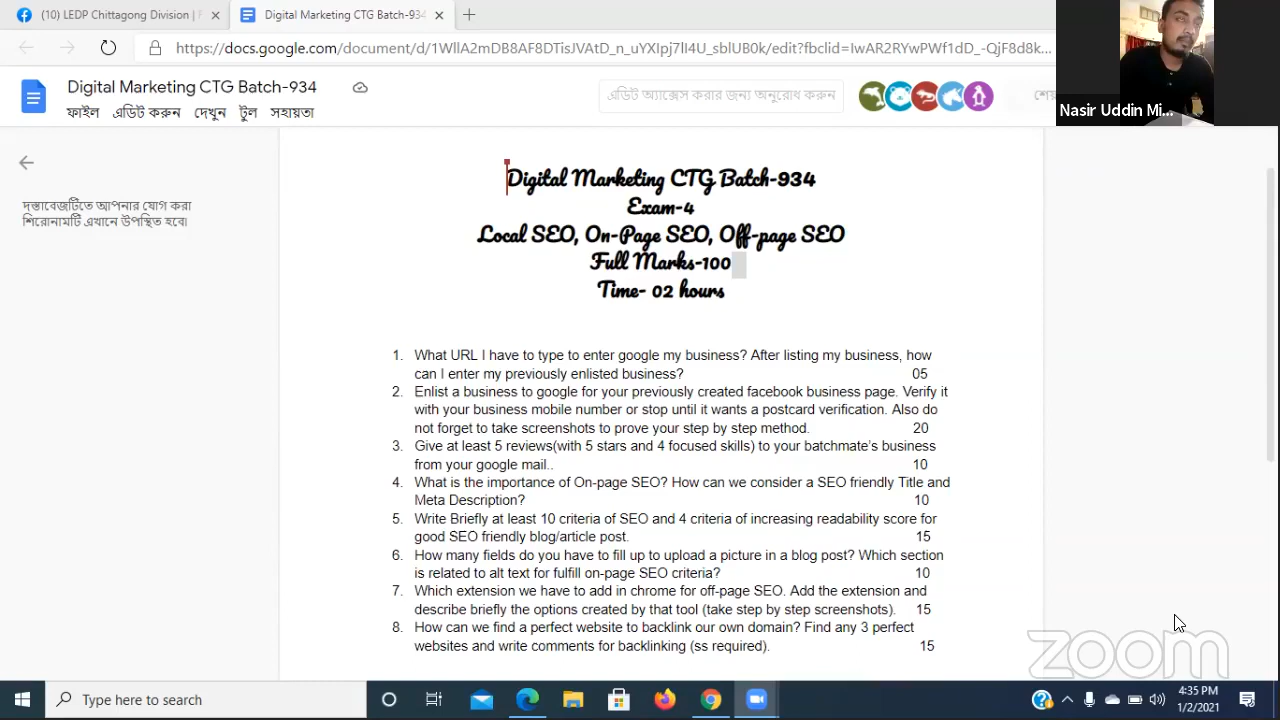 (10) LEDP Chittagong Division | F
Digital Marketing CTG Batch-934
https://docs.google.com/document/d/1WllA2mDB8AF8DTisJVAtD_n_uYXIpj7lI4U_sblUB0k/edit?fbclid=IwAR2RYwPWf1dD_-QjF8d8k...
Nasir Uddin Mi...
Digital Marketing CTG Batch-934
ফাইল এডিট করুন দেখুন টুল সহায়তা
এডিট অ্যাক্সেস করার জন্য অনুরোধ করুন
শেয়
দস্তাবেজটিতে আপনার যোগ করা
শিরোনামটি এখানে উপস্থিত হবে।
Digital Marketing CTG Batch-934
Exam-4
Local SEO, On-Page SEO, Off-page SEO
Full Marks-100
Time- 02 hours
1. What URL I have to type to enter google my business? After listing my business, how
can I enter my previously enlisted business? 05
2. Enlist a business to google for your previously created facebook business page. Verify it
with your business mobile number or stop until it wants a postcard verification. Also do
not forget to take screenshots to prove your step by step method. 20
3. Give at least 5 reviews(with 5 stars and 4 focused skills) to your batchmate's business
from your google mail.. 10
4. What is the importance of On-page SEO? How can we consider a SEO friendly Title and
Meta Description? 10
5. Write Briefly at least 10 criteria of SEO and 4 criteria of increasing readability score for
good SEO friendly blog/article post. 15
6. How many fields do you have to fill up to upload a picture in a blog post? Which section
is related to alt text for fulfill on-page SEO criteria? 10
7. Which extension we have to add in chrome for off-page SEO. Add the extension and
describe briefly the options created by that tool (take step by step screenshots). 15
8. How can we find a perfect website to backlink our own domain? Find any 3 perfect
websites and write comments for backlinking (ss required). 15
zoom
Type here to search
4:35 PM
1/2/2021